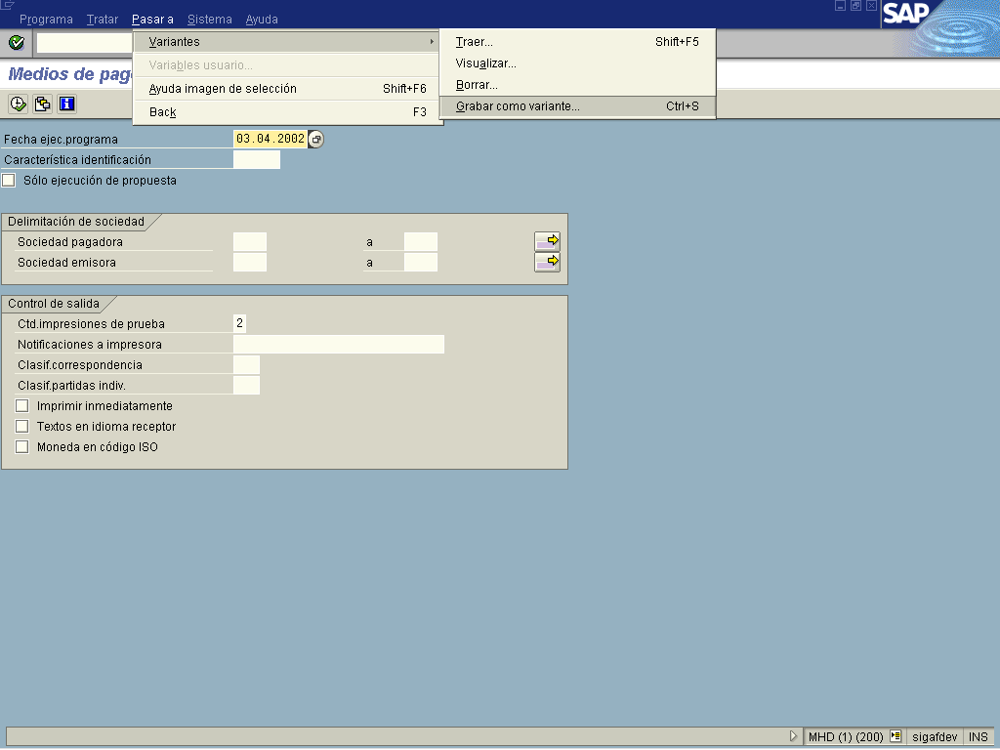 Programa Tratar Pasar a Sistema Ayuda
SAP
Variantes
Variables usuario...
Ayuda imagen de selección Shift+F6
Back F3
Traer... Shift+F5
Visualizar...
Borrar...
Grabar como variante... Ctrl+S
Medios de pag
Fecha ejec.programa 03.04.2002
Característica identificación
Sólo ejecución de propuesta
Delimitación de sociedad
Sociedad pagadora a
Sociedad emisora a
Control de salida
Ctd.impresiones de prueba 2
Notificaciones a impresora
Clasif.correspondencia
Clasif.partidas indiv.
Imprimir inmediatamente
Textos en idioma receptor
Moneda en código ISO
MHD (1) (200) sigafdev INS